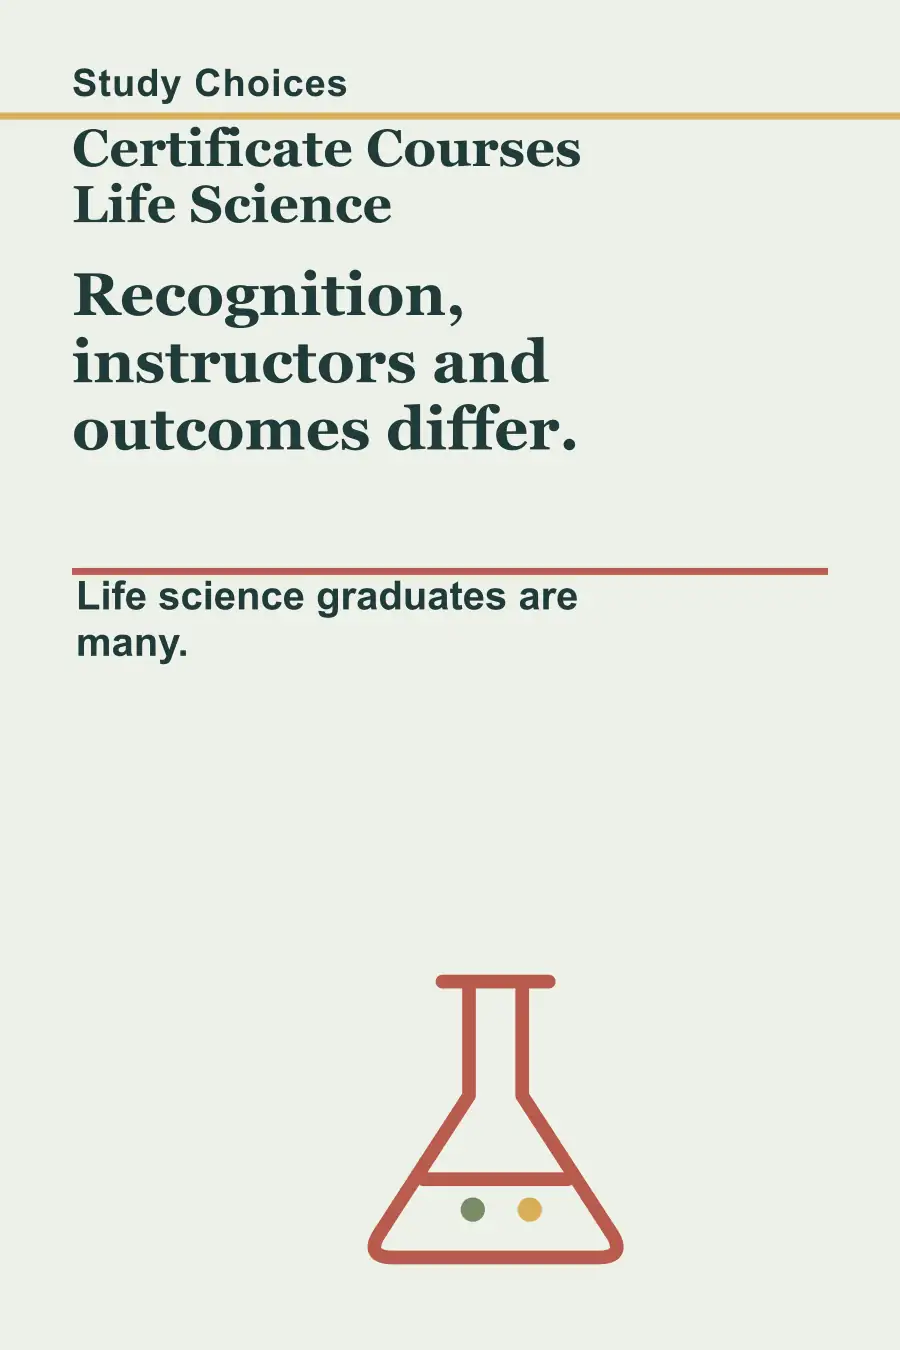 Study Choices
Certificate Courses
Life Science
Recognition,
instructors and
outcomes differ.
Life science graduates are
many.